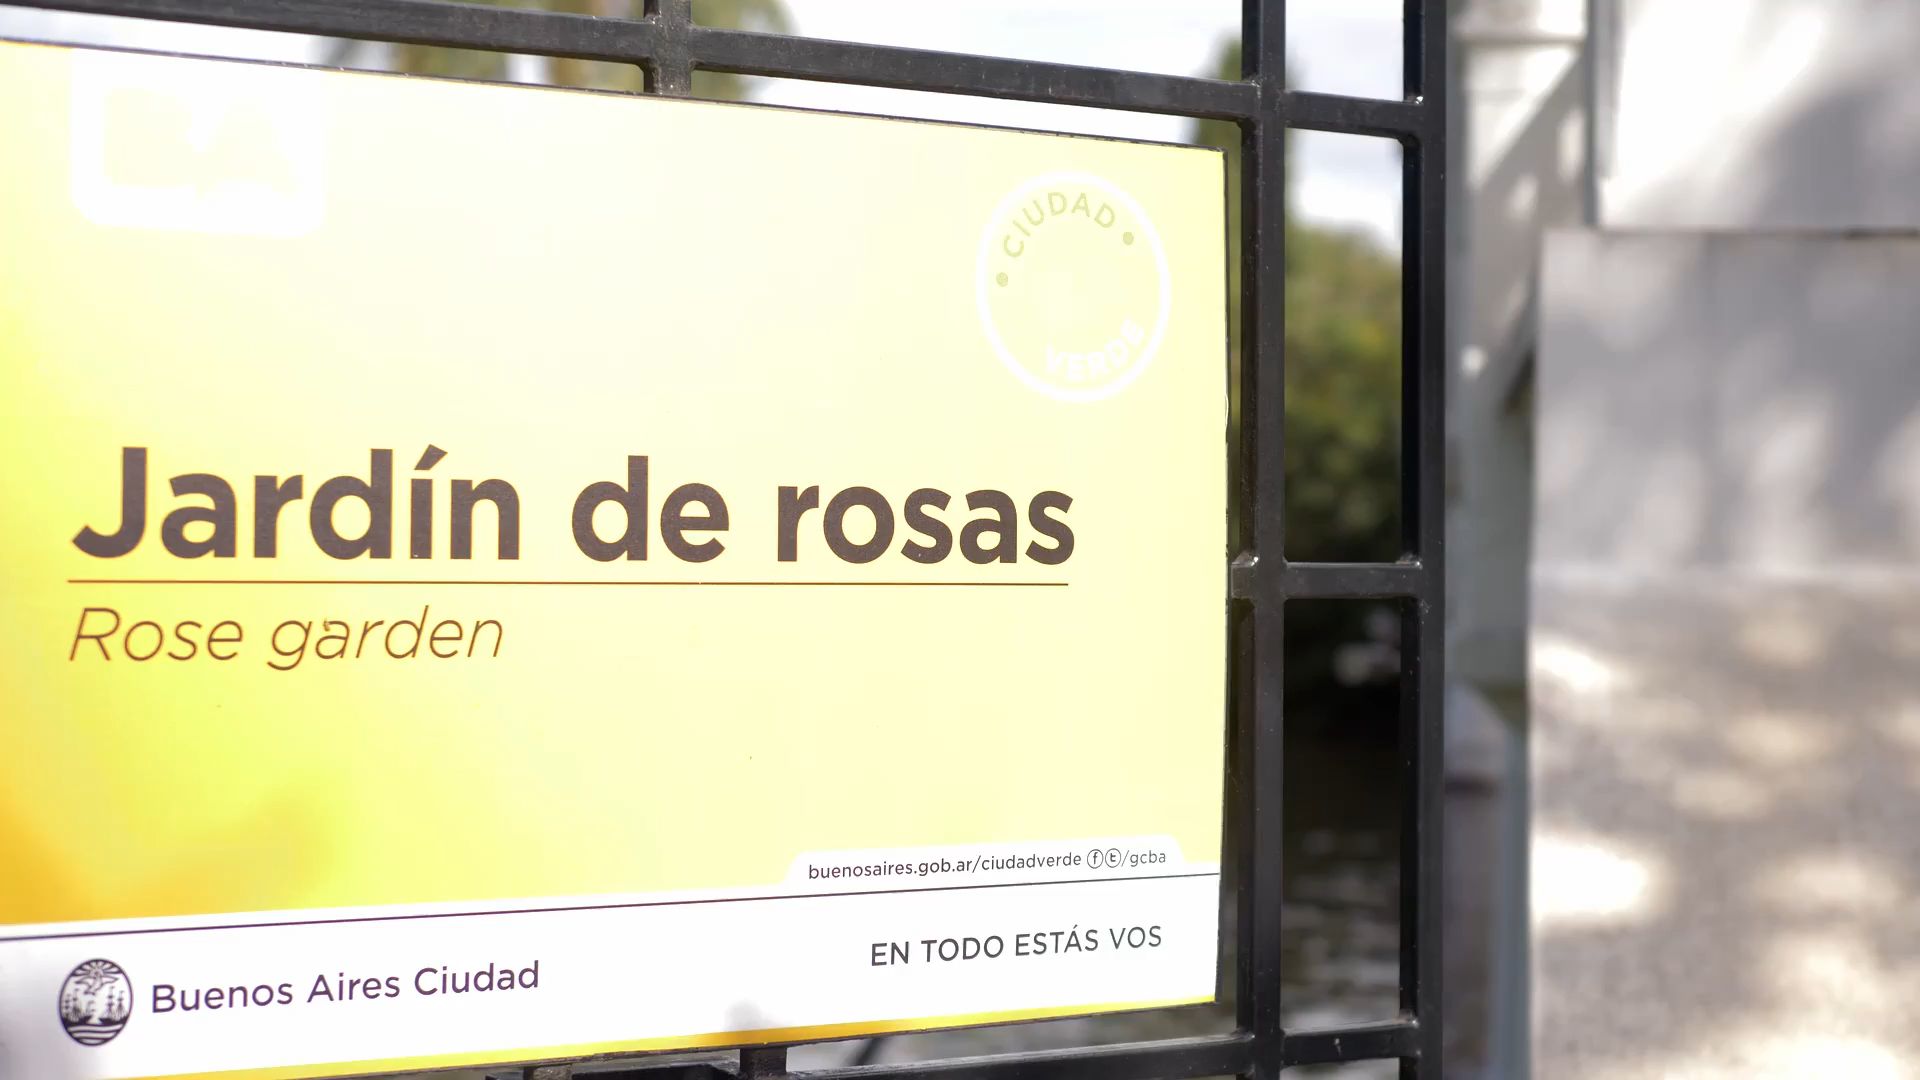 BA
CIUDAD
VERDE
Jardín de rosas
Rose garden
buenosaires.gob.ar/ciudadverde /gcba
EN TODO ESTÁS VOS
Buenos Aires Ciudad